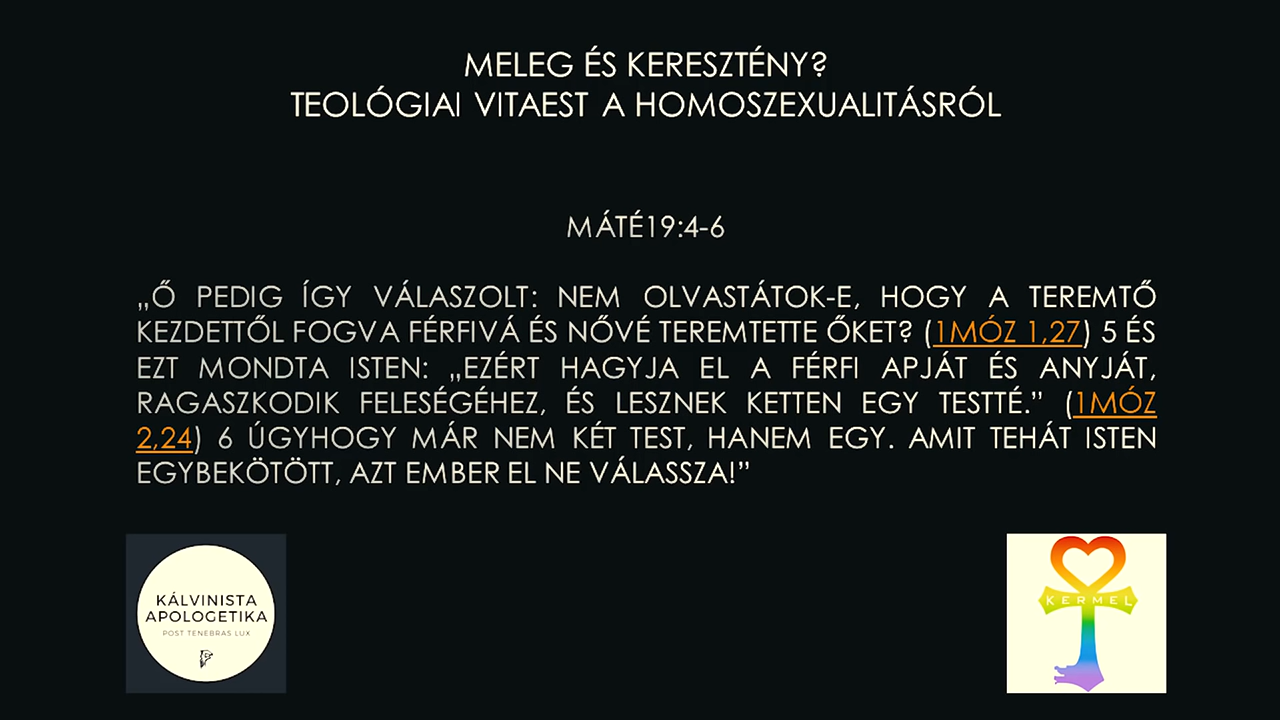 MELEG ÉS KERESZTÉNY?
TEOLÓGIAI VITAEST A HOMOSZEXUALITÁSRÓL
MÁTÉ19:4-6
„Ő PEDIG ÍGY VÁLASZOLT: NEM OLVASTÁTOK-E, HOGY A TEREMTŐ
KEZDETTŐL FOGVA FÉRFIVÁ ÉS NŐVÉ TEREMTETTE ŐKET? (1MÓZ 1,27) 5 ÉS
EZT MONDTA ISTEN: „EZÉRT HAGYJA EL A FÉRFI APJÁT ÉS ANYJÁT,
RAGASZKODIK FELESÉGÉHEZ, ÉS LESZNEK KETTEN EGY TESTTÉ.” (1MÓZ
2,24) 6 ÚGYHOGY MÁR NEM KÉT TEST, HANEM EGY. AMIT TEHÁT ISTEN
EGYBEKÖTÖTT, AZT EMBER EL NE VÁLASSZA!”
KÁLVINISTA
APOLOGETIKA
POST TENEBRAS LUX
KERMEL